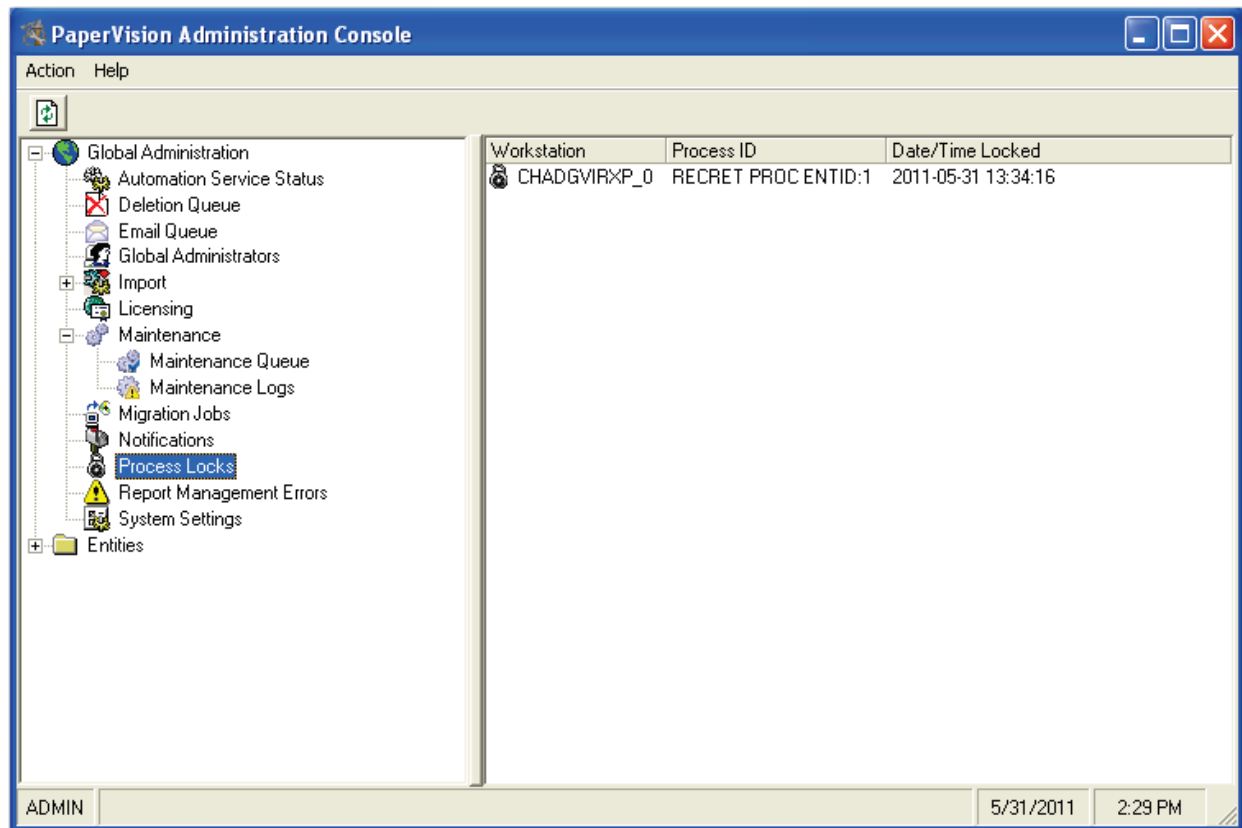 PaperVision Administration Console
Action Help
Global Administration
Automation Service Status
Deletion Queue
Email Queue
Global Administrators
Import
Licensing
Maintenance
Maintenance Queue
Maintenance Logs
Migration Jobs
Notifications
Process Locks
Report Management Errors
System Settings
Entities
Workstation Process ID Date/Time Locked
CHADGVIRXP_0 RECRET PROC ENTID:1 2011-05-31 13:34:16
ADMIN 5/31/2011 2:29 PM